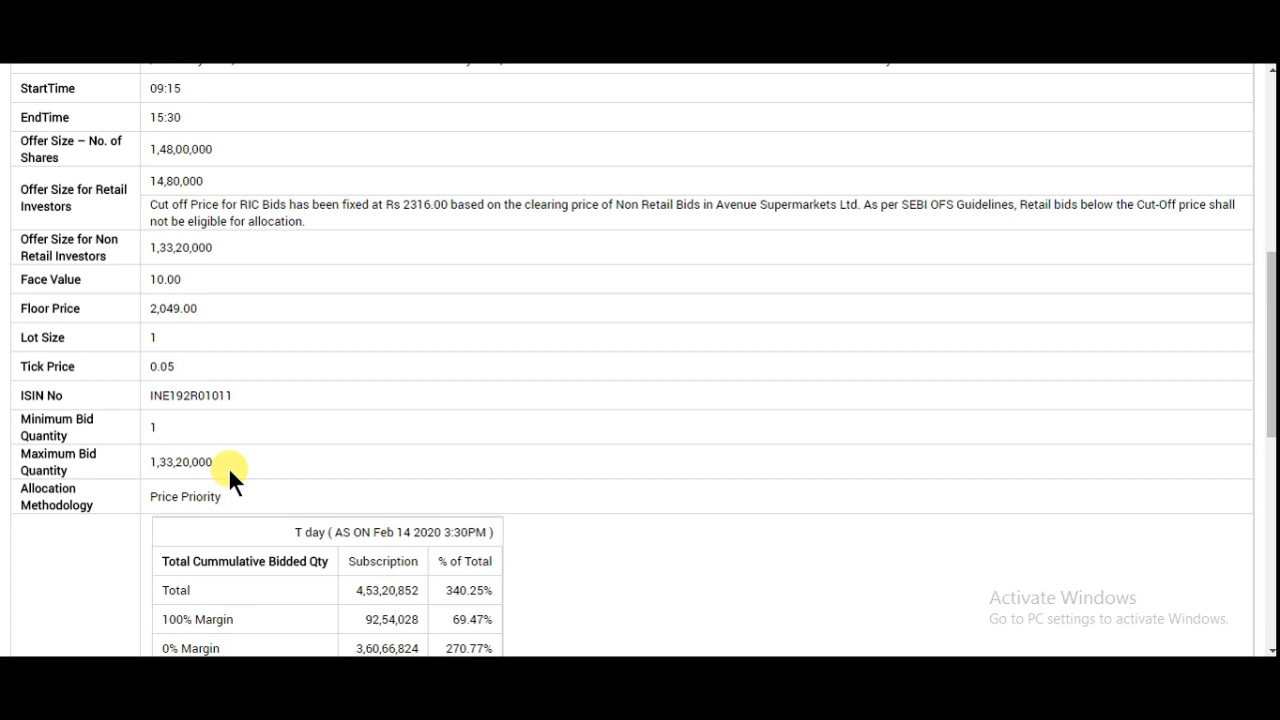 StartTime 09:15
EndTime 15:30
Offer Size – No. of
Shares 1,48,00,000
Offer Size for Retail
Investors
14,80,000
Cut off Price for RIC Bids has been fixed at Rs 2316.00 based on the clearing price of Non Retail Bids in Avenue Supermarkets Ltd. As per SEBI OFS Guidelines, Retail bids below the Cut-Off price shall
not be eligible for allocation.
Offer Size for Non
Retail Investors 1,33,20,000
Face Value 10.00
Floor Price 2,049.00
Lot Size 1
Tick Price 0.05
ISIN No INE192R01011
Minimum Bid
Quantity 1
Maximum Bid
Quantity 1,33,20,000
Allocation
Methodology Price Priority
T day ( AS ON Feb 14 2020 3:30PM )
Total Cummulative Bidded Qty Subscription % of Total
Total 4,53,20,852 340.25%
100% Margin 92,54,028 69.47%
0% Margin 3,60,66,824 270.77%
Activate Windows
Go to PC settings to activate Windows.